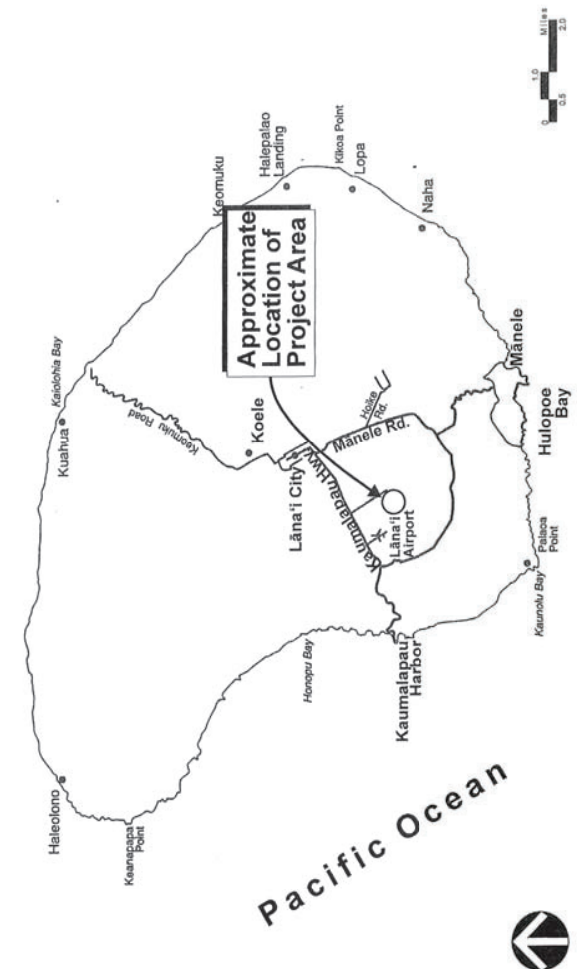 Haleolono
Kuahua
Kaiolohia Bay
Keanapapa
Point
Keomuku Road
Keomuku
Approximate
Location of
Project Area
Halepalao
Landing
Koele
Lāna'i City
Honopu Bay
Kikoa Point
Lopa
Kaumalapau Hwy.
Hoike
Rd.
Mānele Rd.
Lāna'i
Airport
Kaumalapau
Harbor
Naha
Pacific Ocean
Mānele
Hulopoe
Bay
Kaunolu Bay
Palaoa
Point
0 0.5 1.0 2.0
Miles